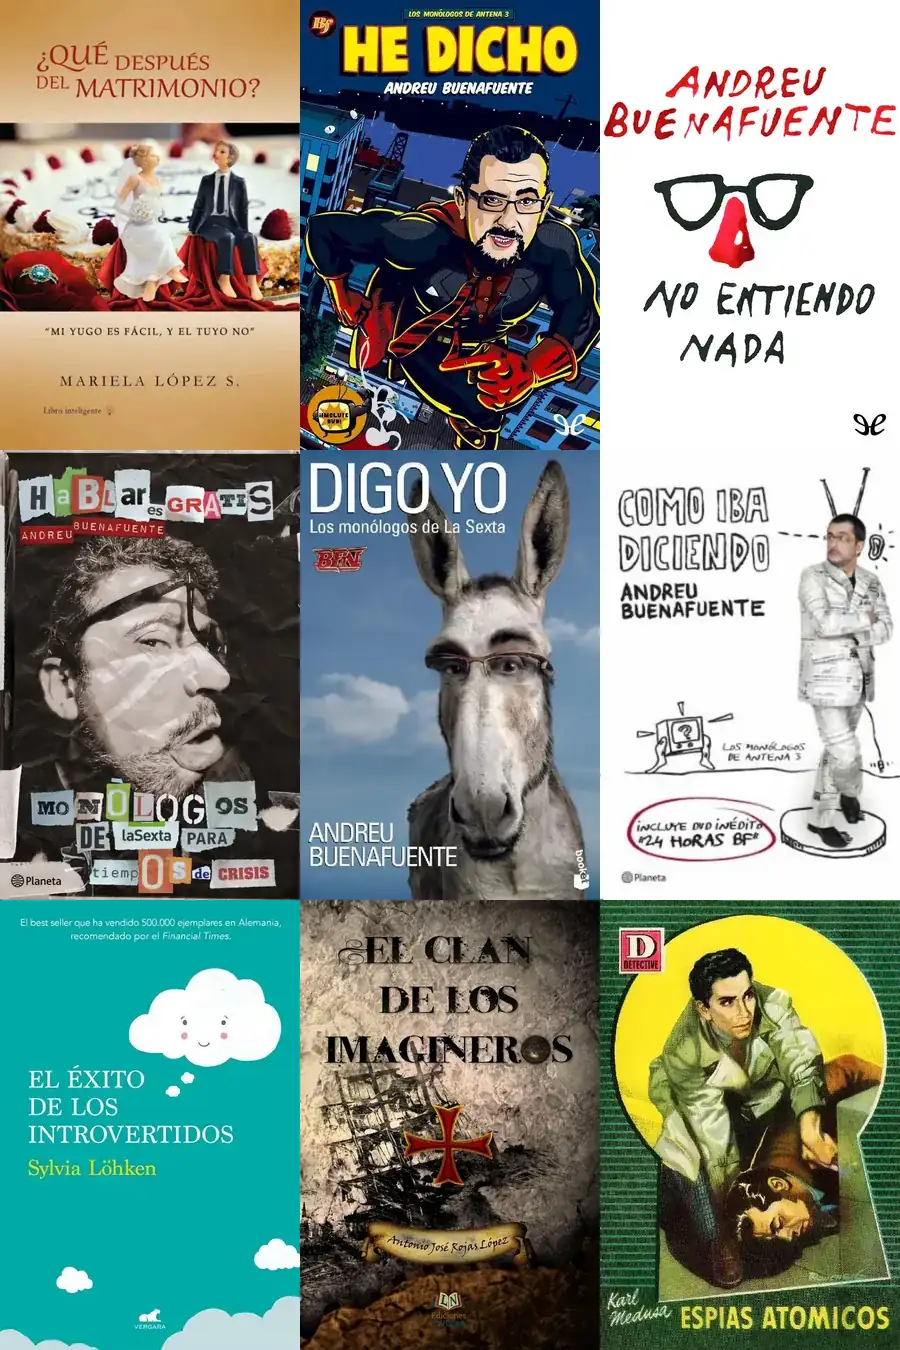 ¿QUÉ DESPUÉS
DEL MATRIMONIO?
“MI YUGO ES FÁCIL, Y EL TUYO NO”
MARIELA LÓPEZ S.
Libro inteligente
LOS MONÓLOGOS DE ANTENA 3
HE DICHO
ANDREU BUENAFUENTE
ANDREU
BUENAFUENTE
NO ENTIENDO
NADA
HaBLar es GRATIS
ANDREU BUENAFUENTE
MONÓLOGOS
DE laSexta PARA
tiempOs de CRISIS
Planeta
DIGO YO
Los monólogos de La Sexta
BFN
ANDREU
BUENAFUENTE
booket
COMO IBA
DICIENDO
ANDREU
BUENAFUENTE
?
LOS MONÓLOGOS
DE ANTENA 3
INCLUYE DVD INÉDITO
"24 HORAS BF"
Planeta
El best seller que ha vendido 500.000 ejemplares en Alemania,
recomendado por el Financial Times.
EL ÉXITO
DE LOS
INTROVERTIDOS
Sylvia Löhken
VERGARA
EL CLAN
DE LOS
IMAGINEROS
Antonio José Rojas López
LN
Ediciones
D
DETECTIVE
Karl
Medusa
ESPIAS ATOMICOS